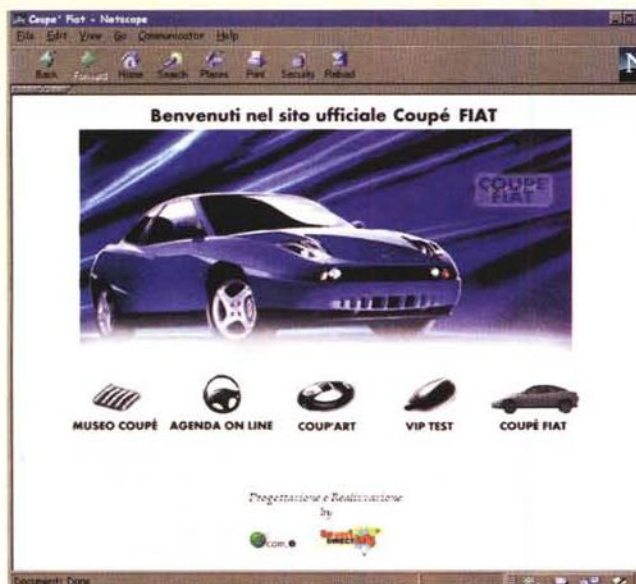 Coupe' Fiat - Netscape
File Edit View Go Communicator Help
Back Forward Home Search Places Print Security Reload
N
Benvenuti nel sito ufficiale Coupé FIAT
COUPE
FIAT
MUSEO COUPÉ AGENDA ON LINE COUP'ART VIP TEST COUPÉ FIAT
Progettazione e Realizzazione
by
com.e
DIRECT
Document: Done